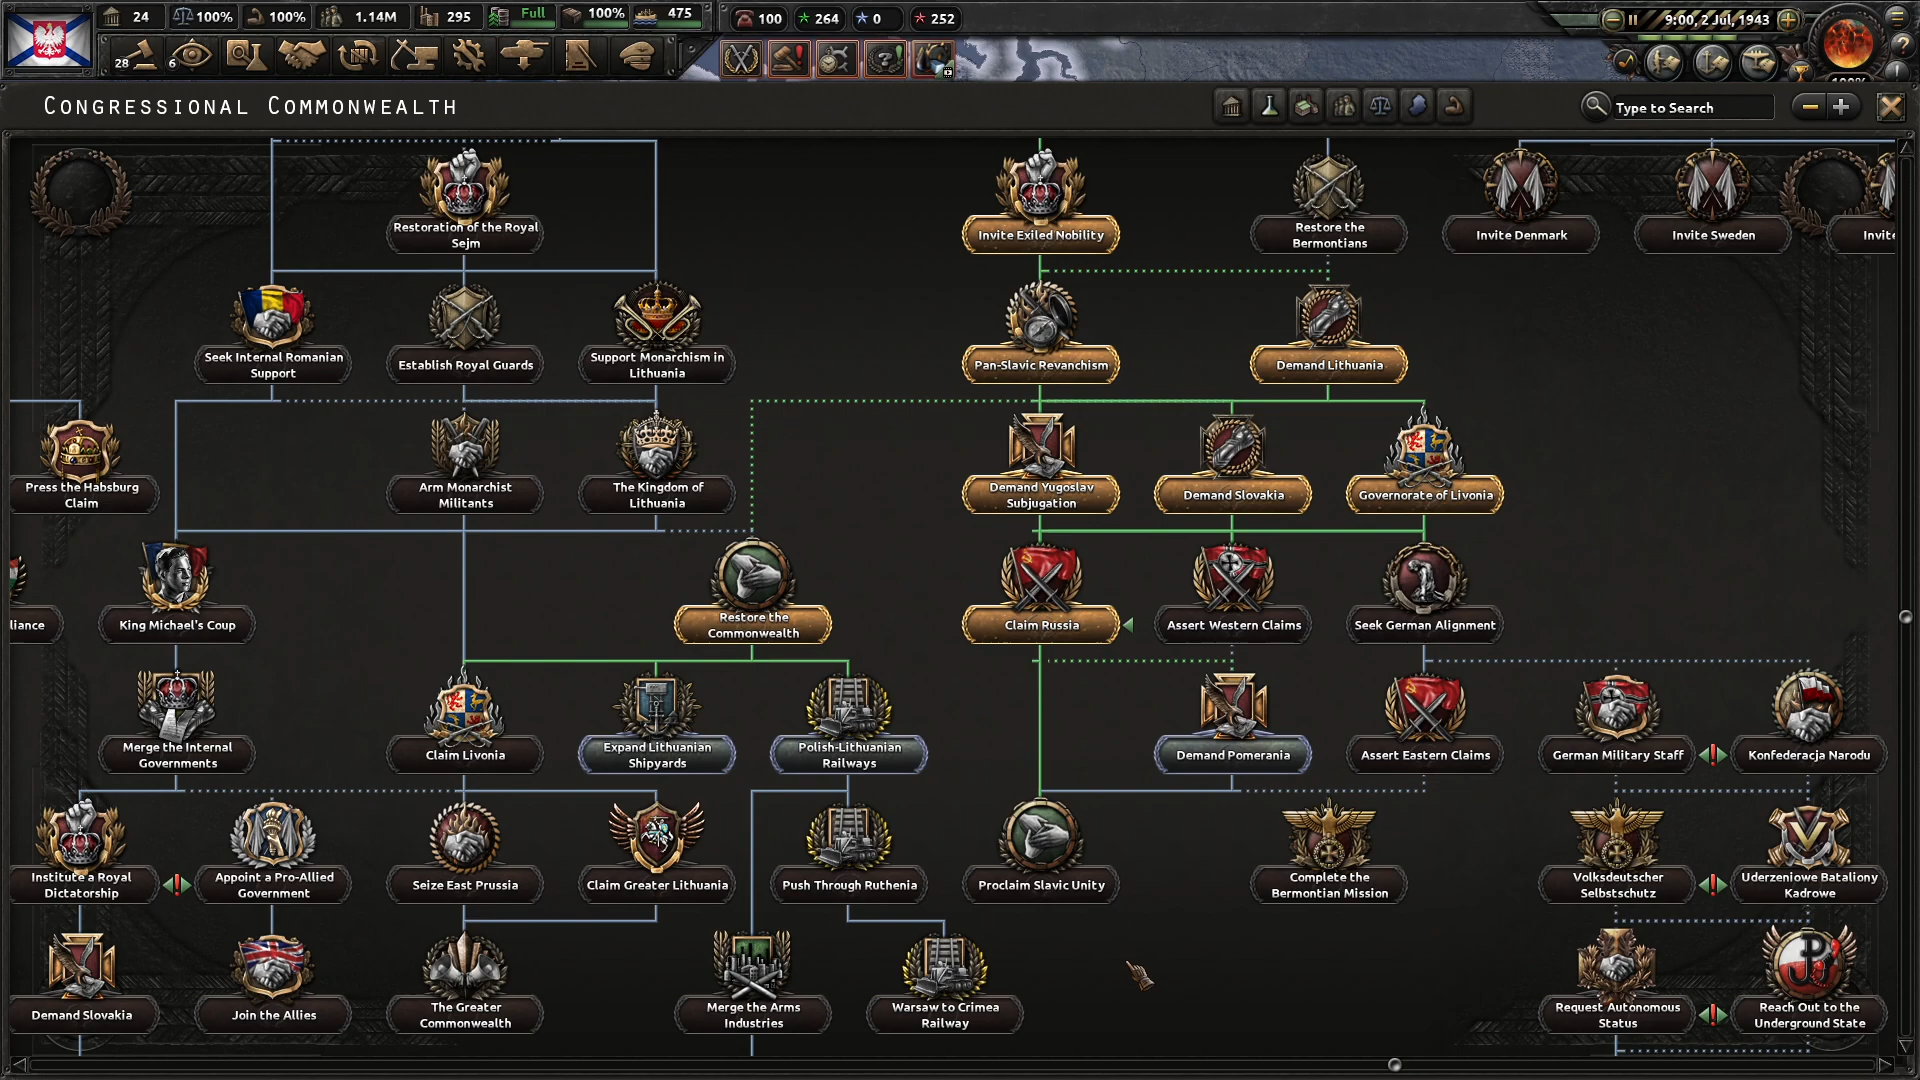 24
100%
100%
1.14M
295
Full
100%
475
100
264
0
252
9:00, 2 Jul, 1943
28
6
CONGRESSIONAL COMMONWEALTH
Type to Search
Restoration of the Royal
Sejm
Invite Exiled Nobility
Restore the
Bermontians
Invite Denmark
Invite Sweden
Invite
Seek Internal Romanian
Support
Establish Royal Guards
Support Monarchism in
Lithuania
Pan-Slavic Revanchism
Demand Lithuania
Press the Habsburg
Claim
Arm Monarchist
Militants
The Kingdom of
Lithuania
Demand Yugoslav
Subjugation
Demand Slovakia
Governorate of Livonia
liance
King Michael's Coup
Restore the
Commonwealth
Claim Russia
Assert Western Claims
Seek German Alignment
Merge the Internal
Governments
Claim Livonia
Expand Lithuanian
Shipyards
Polish-Lithuanian
Railways
Demand Pomerania
Assert Eastern Claims
German Military Staff
Konfederacja Narodu
Institute a Royal
Dictatorship
Appoint a Pro-Allied
Government
Seize East Prussia
Claim Greater Lithuania
Push Through Ruthenia
Proclaim Slavic Unity
Complete the
Bermontian Mission
Volksdeutscher
Selbstschutz
Uderzeniowe Bataliony
Kadrowe
Demand Slovakia
Join the Allies
The Greater
Commonwealth
Merge the Arms
Industries
Warsaw to Crimea
Railway
Request Autonomous
Status
Reach Out to the
Underground State